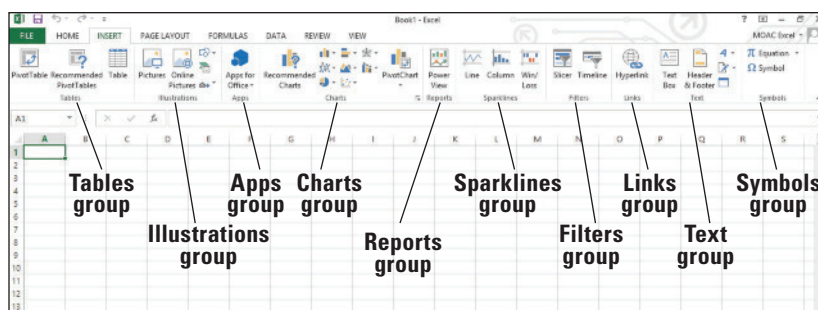 Book1 - Excel
FILE HOME INSERT PAGE LAYOUT FORMULAS DATA REVIEW VIEW MOAC Excel
PivotTable Recommended PivotTables Table Pictures Online Pictures Apps for Office Recommended Charts PivotChart Power View Line Column Win/Loss Slicer Timeline Hyperlink Text Box Header & Footer Equation Symbol
Tables Illustrations Apps Charts Reports Sparklines Filters Links Text Symbols
A1 fx
A B C D E F G H I J K L M N O P Q R S
1
2
3
4
5
6
7
8
9
10
11
12
13
Tables group
Apps group
Charts group
Sparklines group
Links group
Symbols group
Illustrations group
Reports group
Filters group
Text group